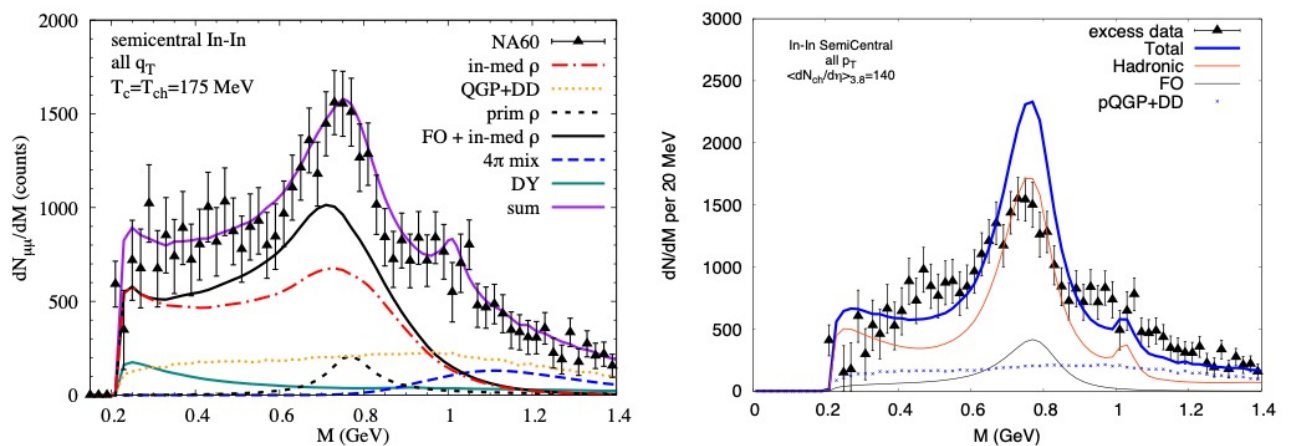 semicentral In-In
all q_T
T_c=T_ch=175 MeV
NA60
in-med ρ
QGP+DD
prim ρ
FO + in-med ρ
4π mix
DY
sum
dN_μμ/dM (counts)
2000
1500
1000
500
0
0.2 0.4 0.6 0.8 1 1.2 1.4
M (GeV)
In-In SemiCentral
all p_T
<dN_ch/dη>_3.8=140
excess data
Total
Hadronic
FO
pQGP+DD
dN/dM per 20 MeV
3000
2500
2000
1500
1000
500
0
0 0.2 0.4 0.6 0.8 1 1.2 1.4
M (GeV)